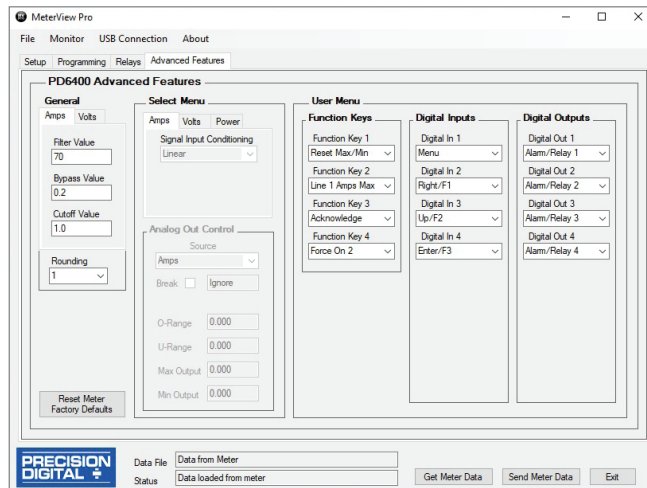 MeterView Pro
File Monitor USB Connection About
Setup Programming Relays Advanced Features
PD6400 Advanced Features
General
Amps Volts
Filter Value
70
Bypass Value
0.2
Cutoff Value
1.0
Rounding
1
Reset Meter
Factory Defaults
Select Menu
Amps Volts Power
Signal Input Conditioning
Linear
Analog Out Control
Source
Amps
Break Ignore
O-Range 0.000
U-Range 0.000
Max Output 0.000
Min Output 0.000
User Menu
Function Keys
Function Key 1
Reset Max/Min
Function Key 2
Line 1 Amps Max
Function Key 3
Acknowledge
Function Key 4
Force On 2
Digital Inputs
Digital In 1
Menu
Digital In 2
Right/F1
Digital In 3
Up/F2
Digital In 4
Enter/F3
Digital Outputs
Digital Out 1
Alarm/Relay 1
Digital Out 2
Alarm/Relay 2
Digital Out 3
Alarm/Relay 3
Digital Out 4
Alarm/Relay 4
PRECISION
DIGITAL
Data File Data from Meter
Status Data loaded from meter
Get Meter Data Send Meter Data Exit